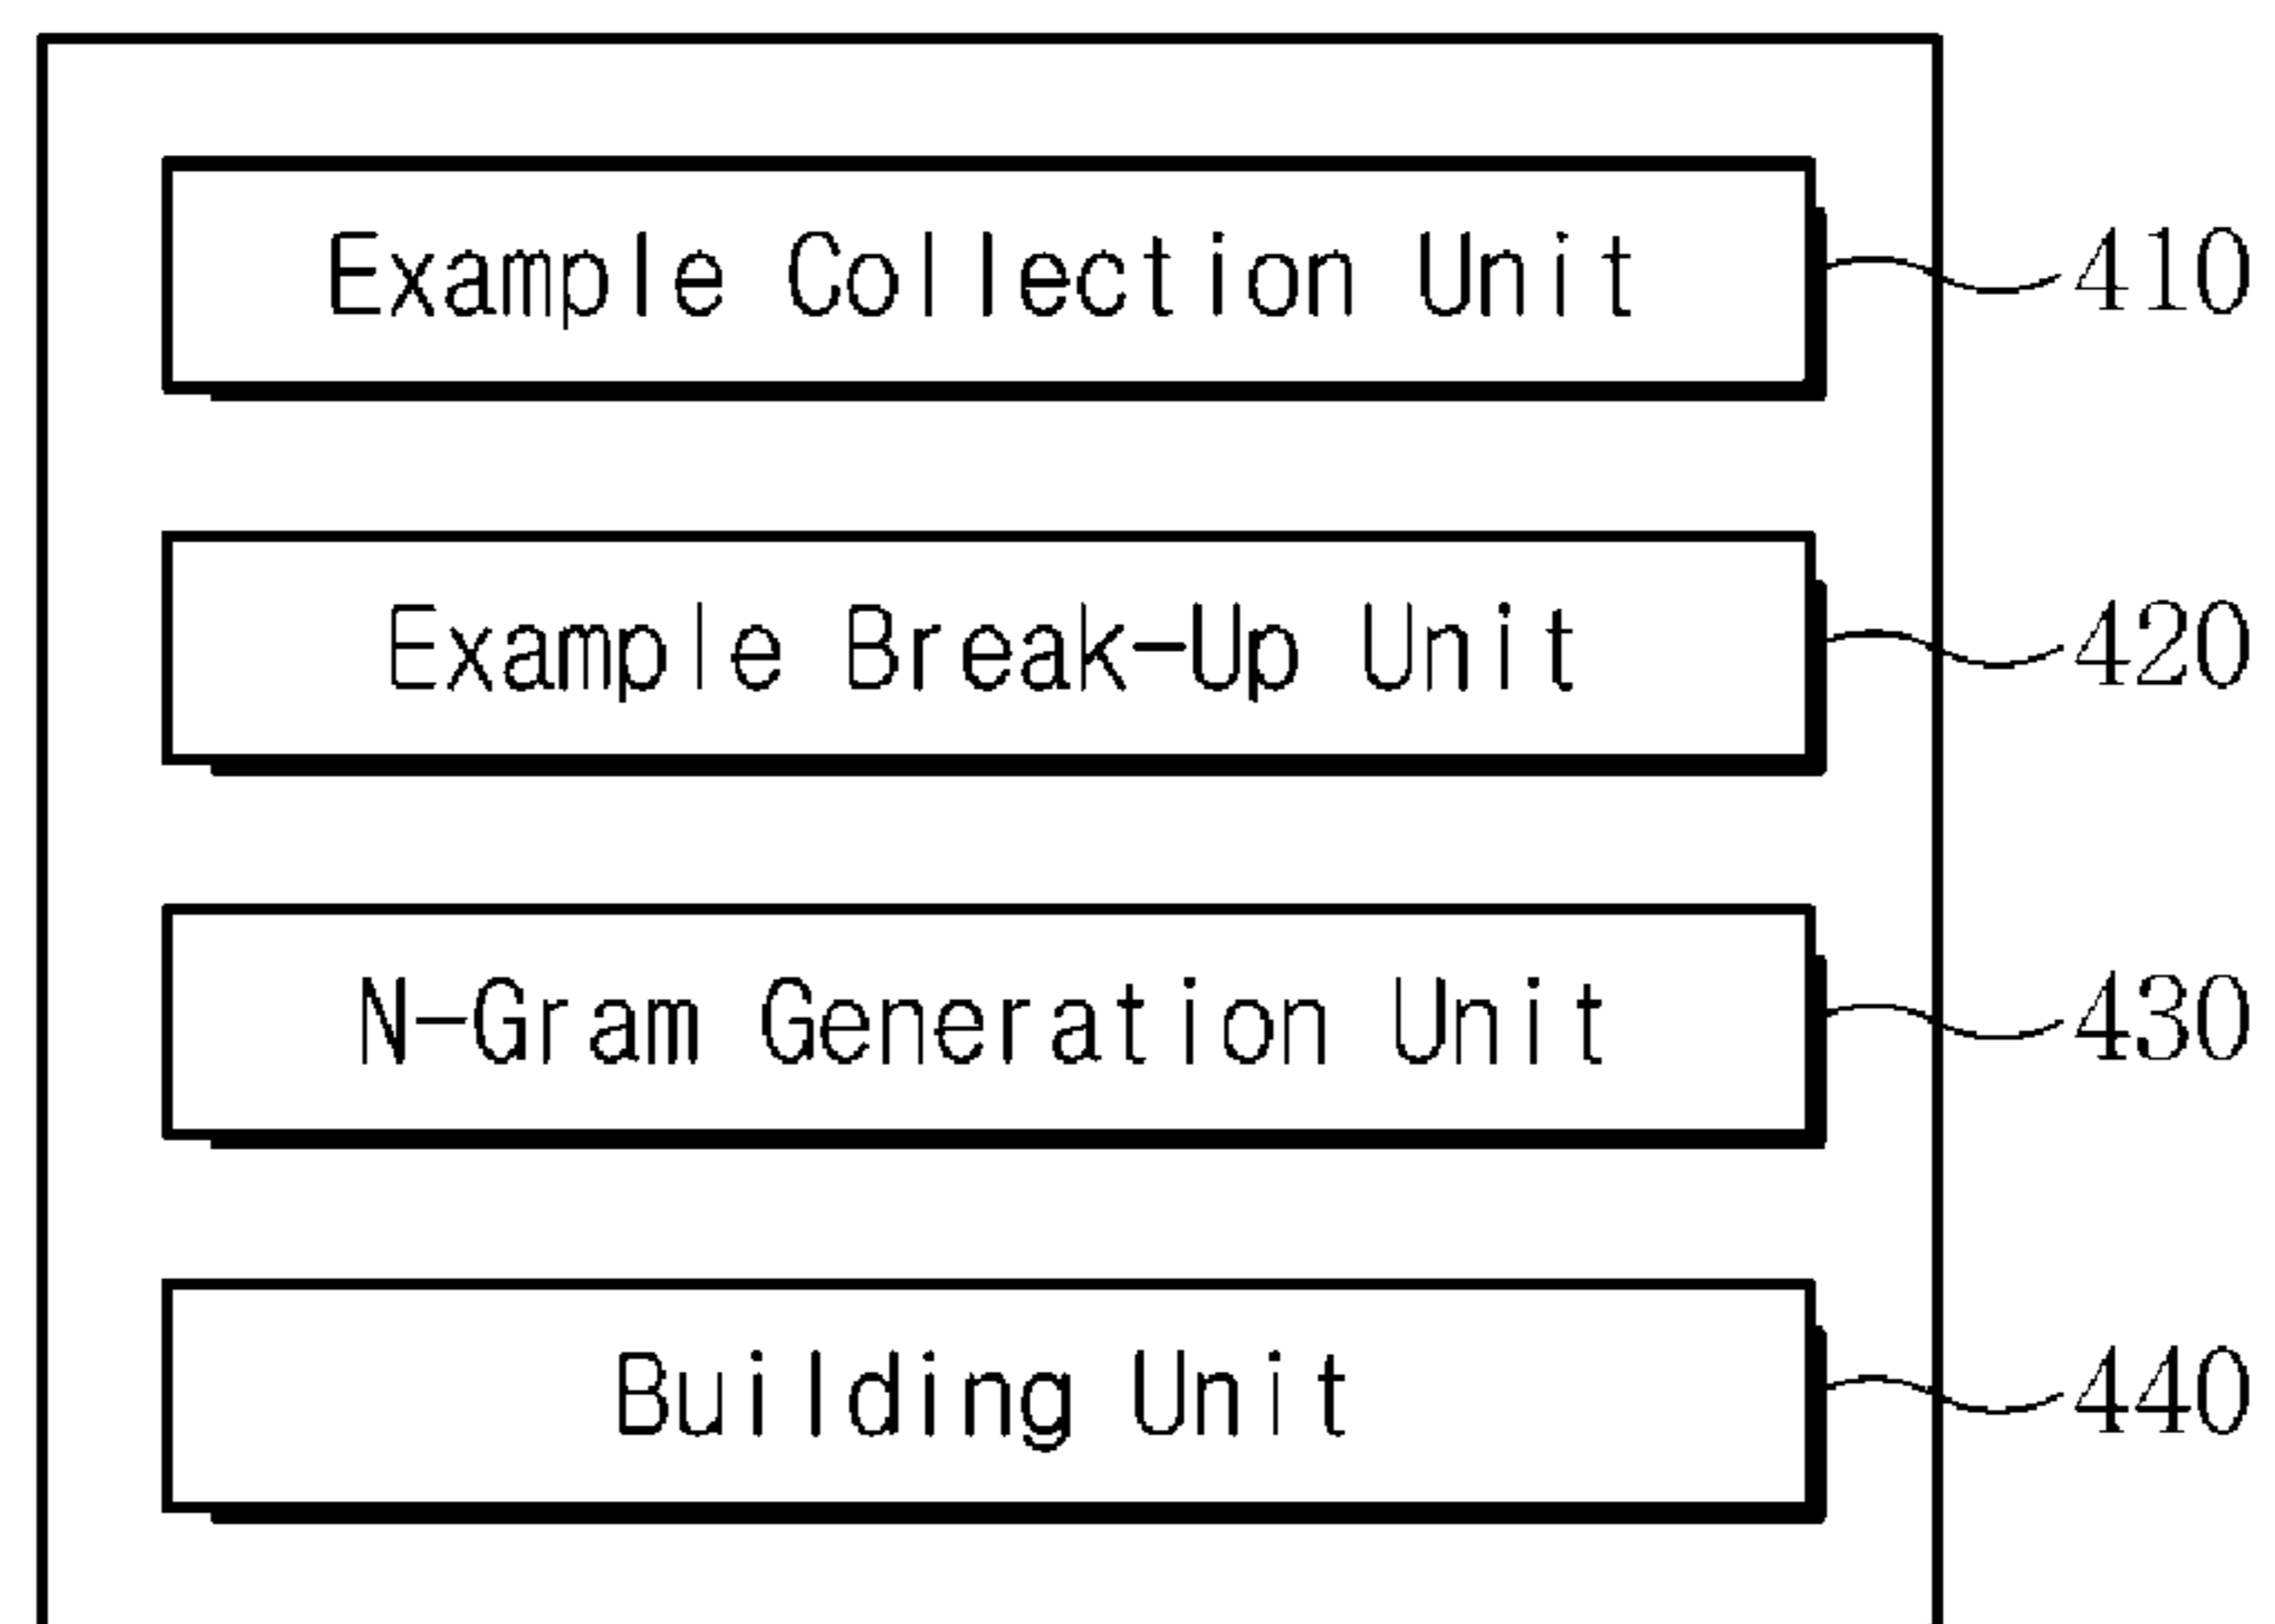 Example Collection Unit 410
Example Break-Up Unit 420
N-Gram Generation Unit 430
Building Unit 440